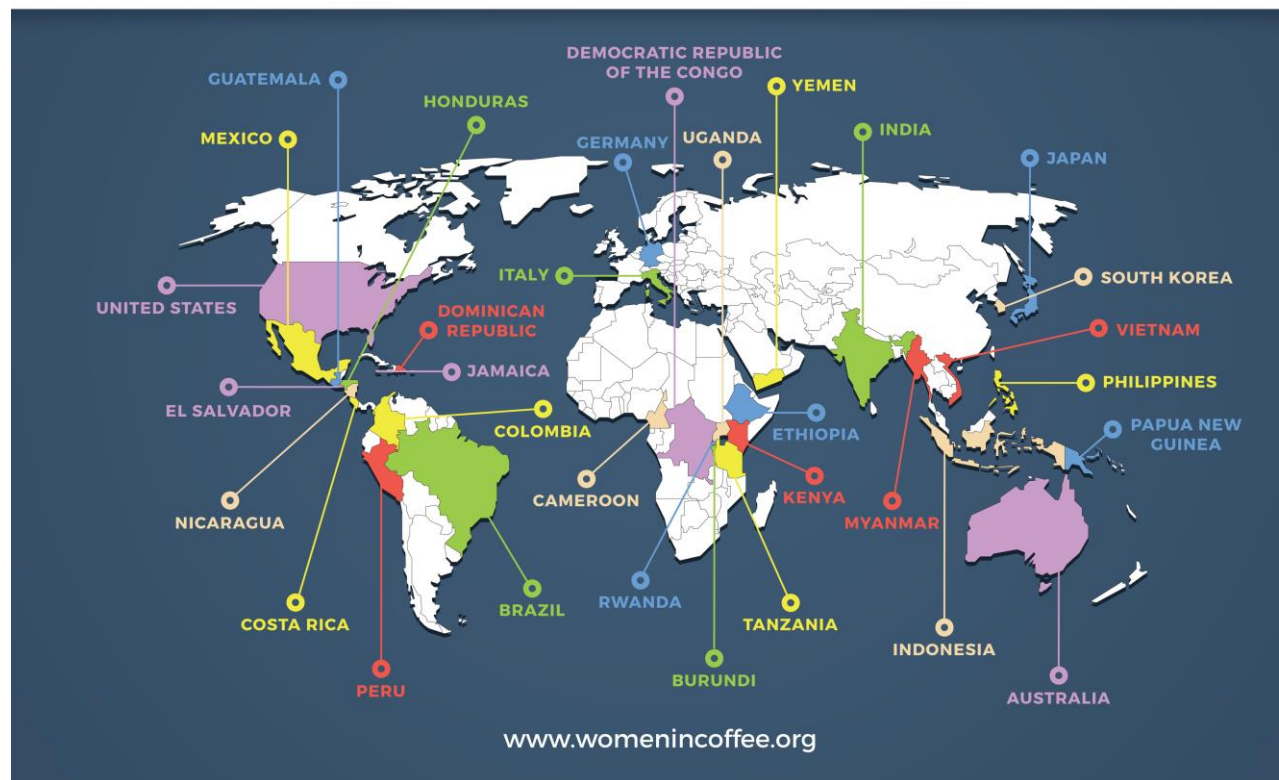 DEMOCRATIC REPUBLIC
OF THE CONGO
GUATEMALA
YEMEN
HONDURAS
MEXICO
GERMANY
UGANDA
INDIA
JAPAN
ITALY
SOUTH KOREA
UNITED STATES
DOMINICAN
REPUBLIC
VIETNAM
JAMAICA
PHILIPPINES
EL SALVADOR
COLOMBIA
ETHIOPIA
PAPUA NEW
GUINEA
CAMEROON
KENYA
NICARAGUA
MYANMAR
RWANDA
BRAZIL
COSTA RICA
TANZANIA
INDONESIA
BURUNDI
PERU
AUSTRALIA
www.womenincoffee.org